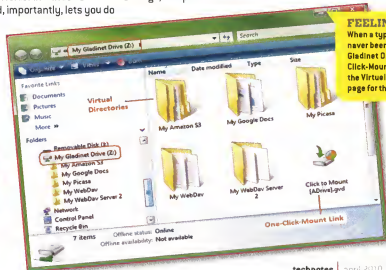 d, importantly, lets you do
FEELIN
When a typ
never been
Gladinet D
Click-Moun
the Virtual
page for th
My Gladinet Drive (Z:)
Search
Organize
Views
Favorite Links
Documents
Pictures
Music
More »
Folders
Name
Date modified
Type
Size
Virtual
Directories
My Amazon S3
My Google Docs
My Picasa
My WebDav
My WebDav Server
2
Click to Mount
[ADrive].gvd
One-Click-Mount Link
Removable Disk (F:)
My Gladinet Drive (Z:)
My Amazon S3
My Google Docs
My Picasa
My WebDav
My WebDav Server 2
Network
Control Panel
Recycle Bin
7 items
Offline status: Online
Offline availability: Not available
technotes
april 2010